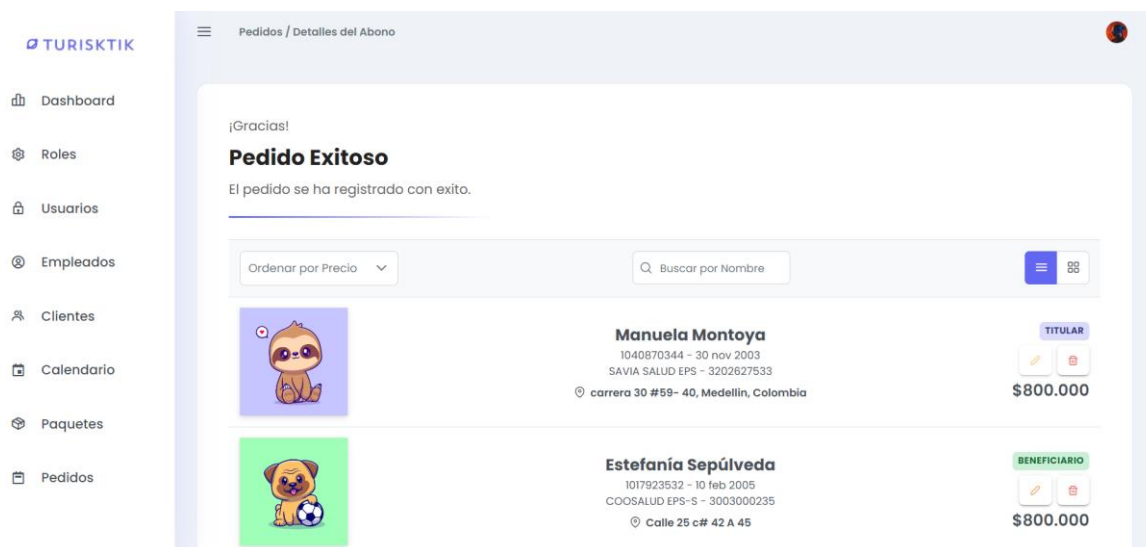 TURISKTIK
Pedidos / Detalles del Abono
Dashboard
Roles
Usuarios
Empleados
Clientes
Calendario
Paquetes
Pedidos
¡Gracias!
Pedido Exitoso
El pedido se ha registrado con exito.
Ordenar por Precio
Buscar por Nombre
Manuela Montoya
1040870344 - 30 nov 2003
SAVIA SALUD EPS - 3202627533
carrera 30 #59- 40, Medellin, Colombia
TITULAR
$800.000
Estefanía Sepúlveda
1017923532 - 10 feb 2005
COOSALUD EPS-S - 3003000235
Calle 25 c# 42 A 45
BENEFICIARIO
$800.000